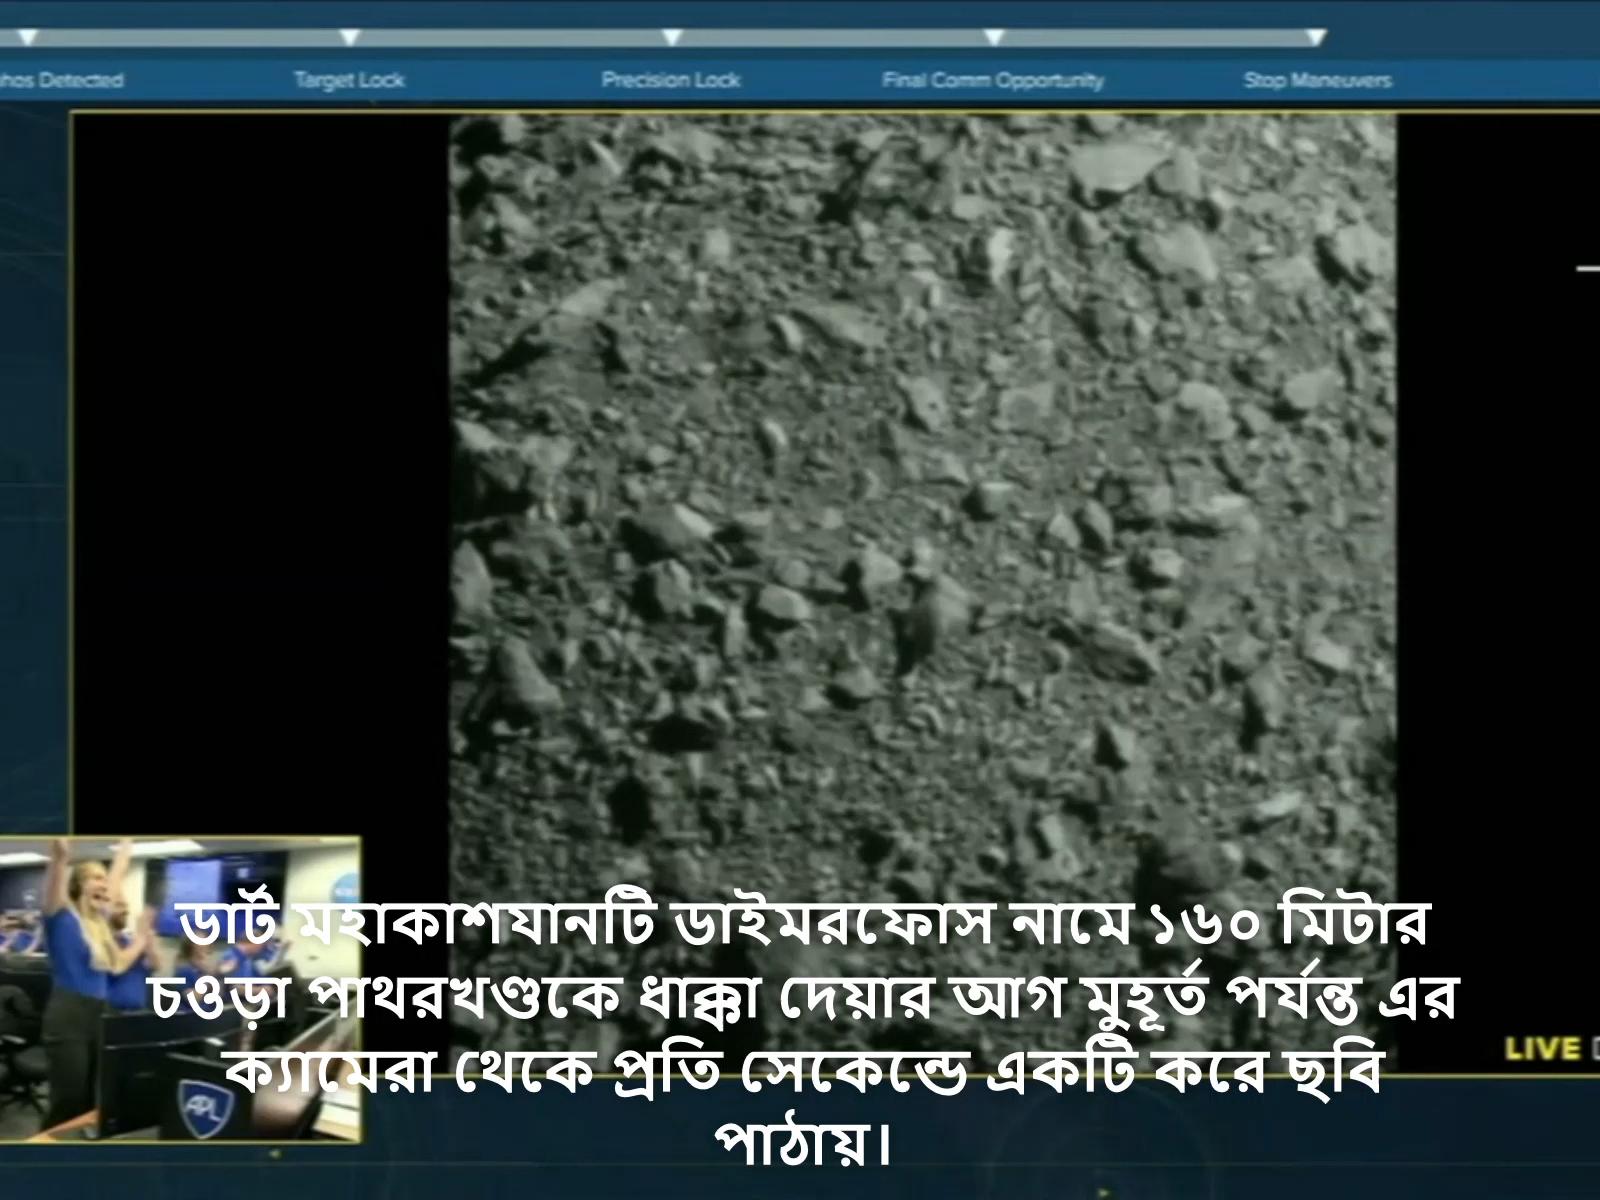 Detected
Target Lock
Precision Lock
Final Comm Opportunity
Stop Maneuvers
LIVE
APL
ডার্ট মহাকাশযানটি ডাইমরফোস নামে ১৬০ মিটার
চওড়া পাথরখণ্ডকে ধাক্কা দেয়ার আগ মুহূর্ত পর্যন্ত এর
ক্যামেরা থেকে প্রতি সেকেন্ডে একটি করে ছবি
পাঠায়।